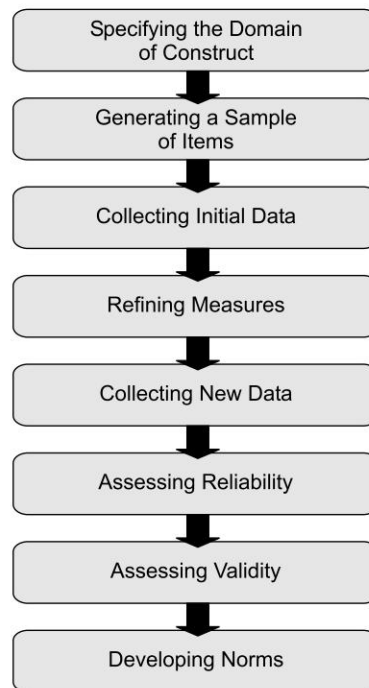 Specifying the Domain
of Construct
Generating a Sample
of Items
Collecting Initial Data
Refining Measures
Collecting New Data
Assessing Reliability
Assessing Validity
Developing Norms